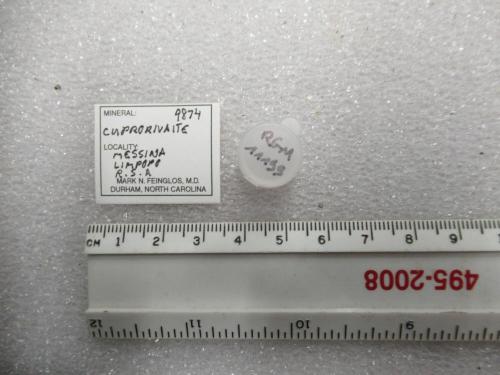 MINERAL: 9874
CUPRORIVAITE
LOCALITY:
MESSINA
LIMPOPO
R.S.A
MARK N. FEINGLOS, M.D.
DURHAM, NORTH CAROLINA
RGM
11199
CM 1 2 3 4 5 6 7 8 9
495-2008
12 11 10 9